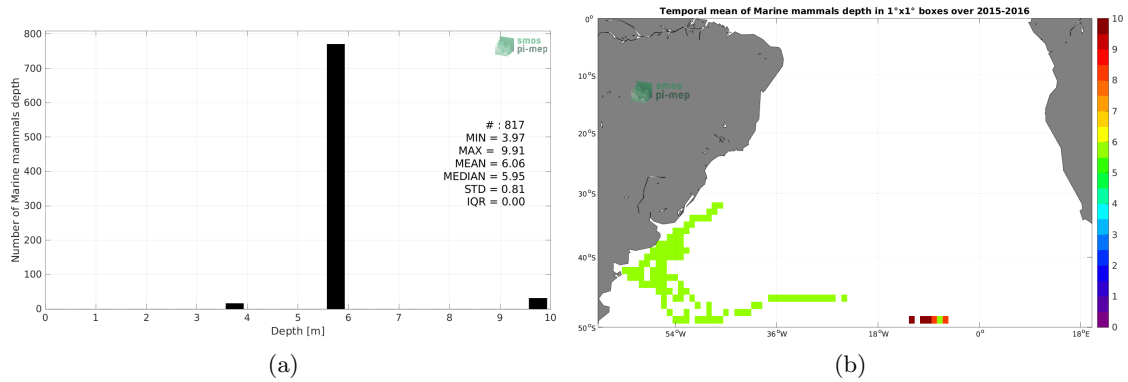 800
700
600
500
400
300
200
100
0
Number of Marine mammals depth
smos
pi-mep
# : 817
MIN = 3.97
MAX = 9.91
MEAN = 6.06
MEDIAN = 5.95
STD = 0.81
IQR = 0.00
0 1 2 3 4 5 6 7 8 9 10
Depth [m]
(a)
Temporal mean of Marine mammals depth in 1°x1° boxes over 2015-2016
0°
10°S
20°S
30°S
40°S
50°S
smos
pi-mep
54°W 36°W 18°W 0° 18°E
10
9
8
7
6
5
4
3
2
1
0
(b)